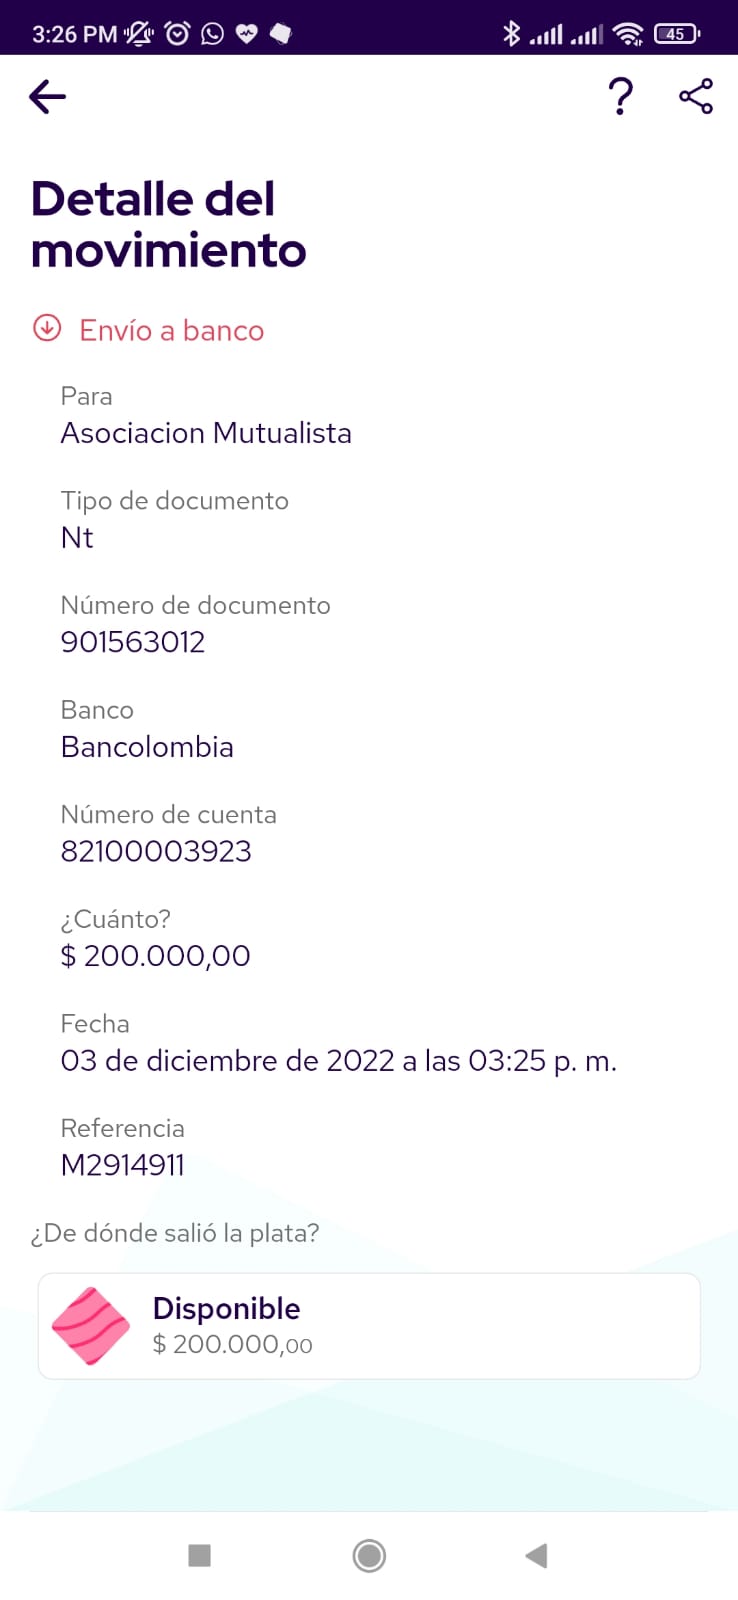 3:26 PM
45
Detalle del
movimiento
Envío a banco
Para
Asociacion Mutualista
Tipo de documento
Nt
Número de documento
901563012
Banco
Bancolombia
Número de cuenta
82100003923
¿Cuánto?
$ 200.000,00
Fecha
03 de diciembre de 2022 a las 03:25 p. m.
Referencia
M2914911
¿De dónde salió la plata?
Disponible
$ 200.000,00